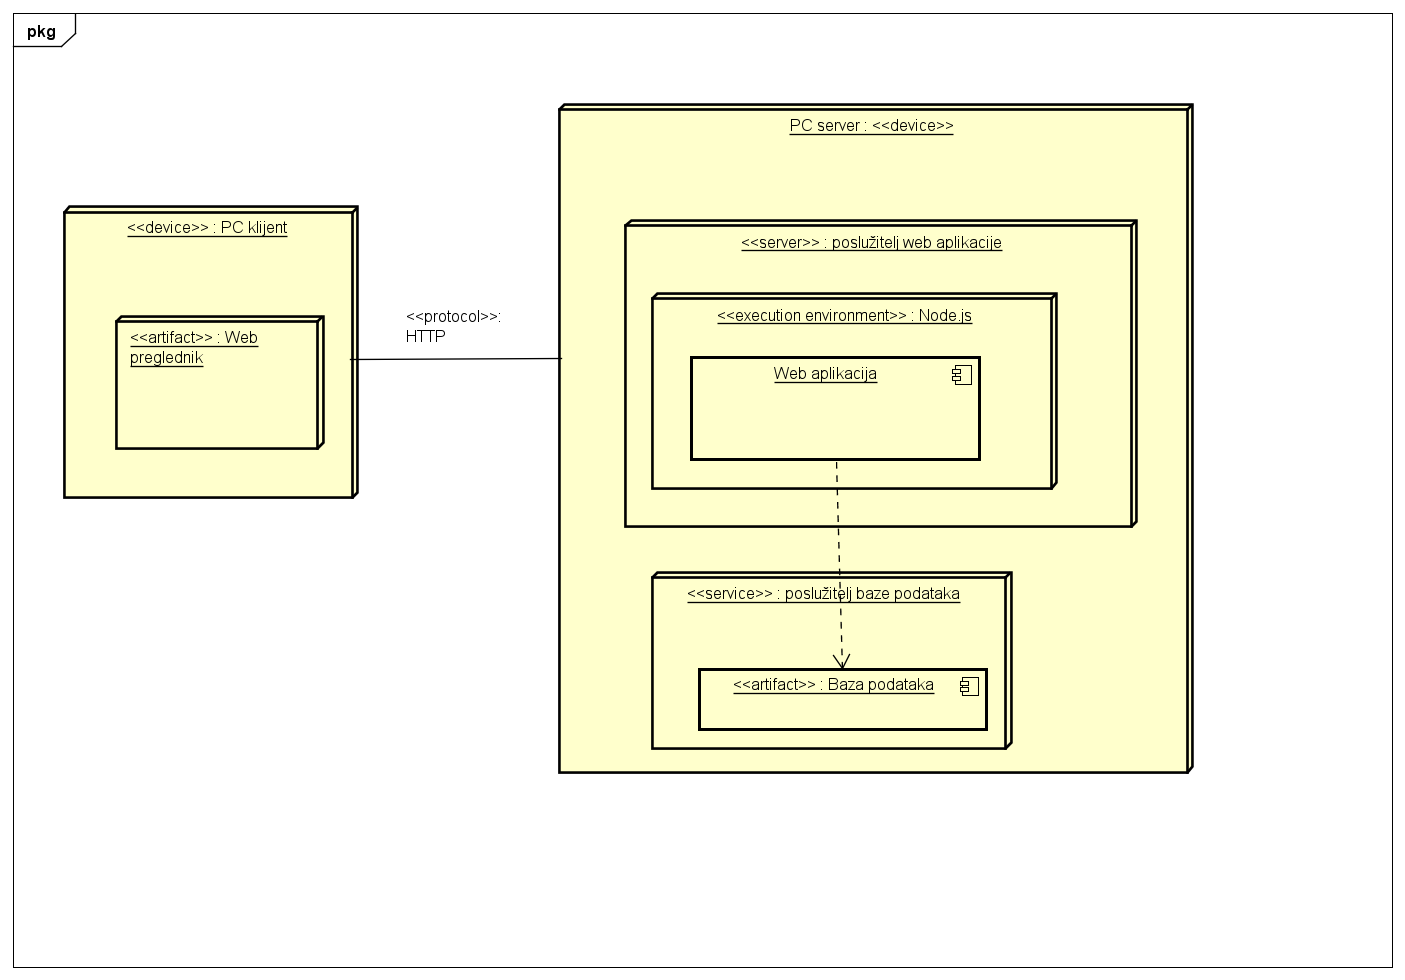 pkg
PC server : <<device>>
<<device>> : PC klijent
<<server>> : poslužitelj web aplikacije
<<protocol>>:
HTTP
<<execution environment>> : Node.js
<<artifact>> : Web
preglednik
Web aplikacija
<<service>> : poslužitelj baze podataka
<<artifact>> : Baza podataka